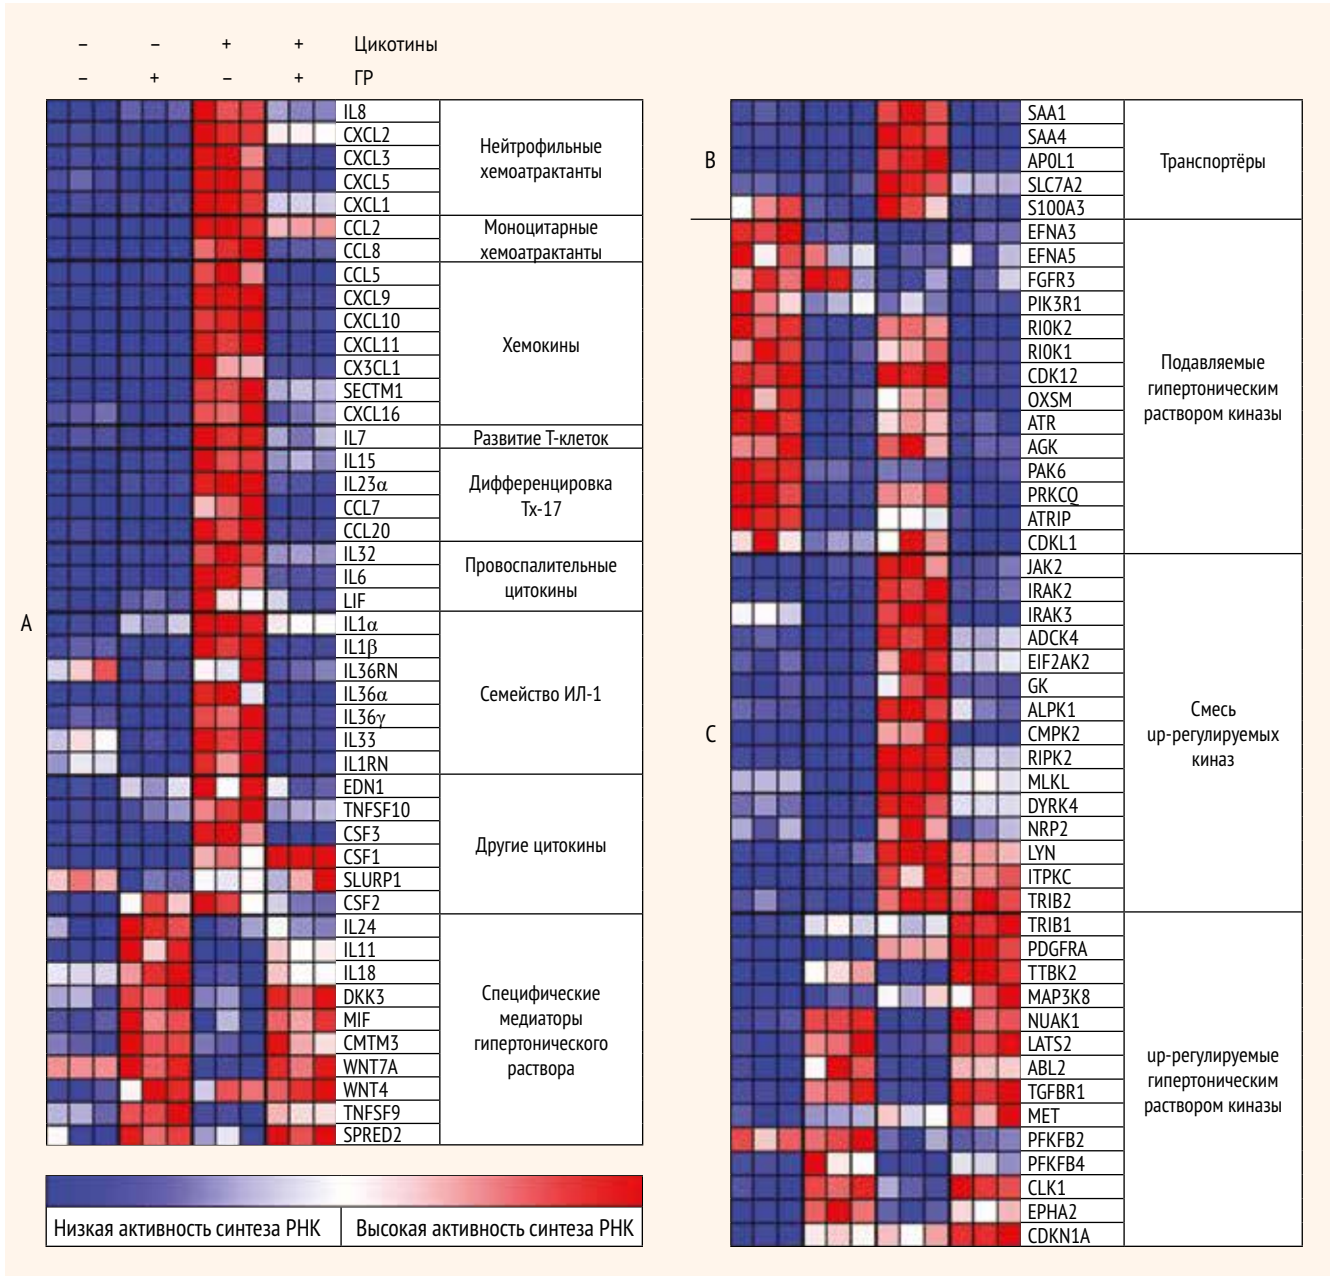 – – + + Цикотины
– + – + ГР
A
IL8
CXCL2
CXCL3
CXCL5
CXCL1
Нейтрофильные
хемоатрактанты
CCL2
CCL8
Моноцитарные
хемоатрактанты
CCL5
CXCL9
CXCL10
CXCL11
CX3CL1
SECTM1
CXCL16
Хемокины
IL7
Развитие Т-клеток
IL15
IL23α
CCL7
CCL20
Дифференцировка
Тх-17
IL32
IL6
LIF
Провоспалительные
цитокины
IL1α
IL1β
IL36RN
IL36α
IL36γ
IL33
IL1RN
Семейство ИЛ-1
EDN1
TNFSF10
CSF3
CSF1
SLURP1
CSF2
Другие цитокины
IL24
IL11
IL18
DKK3
MIF
CMTM3
WNT7A
WNT4
TNFSF9
SPRED2
Специфические
медиаторы
гипертонического
раствора
Низкая активность синтеза РНК
Высокая активность синтеза РНК
B
SAA1
SAA4
APOL1
SLC7A2
S100A3
Транспортёры
C
EFNA3
EFNA5
FGFR3
PIK3R1
RIOK2
RIOK1
CDK12
OXSM
ATR
AGK
PAK6
PRKCQ
ATRIP
CDKL1
Подавляемые
гипертоническим
раствором киназы
JAK2
IRAK2
IRAK3
ADCK4
EIF2AK2
GK
ALPK1
CMPK2
RIPK2
MLKL
DYRK4
NRP2
LYN
ITPKC
TRIB2
Смесь
up-регулируемых
киназ
TRIB1
PDGFRA
TTBK2
MAP3K8
NUAK1
LATS2
ABL2
TGFBR1
MET
PFKFB2
PFKFB4
CLK1
EPHA2
CDKN1A
up-регулируемые
гипертоническим
раствором киназы